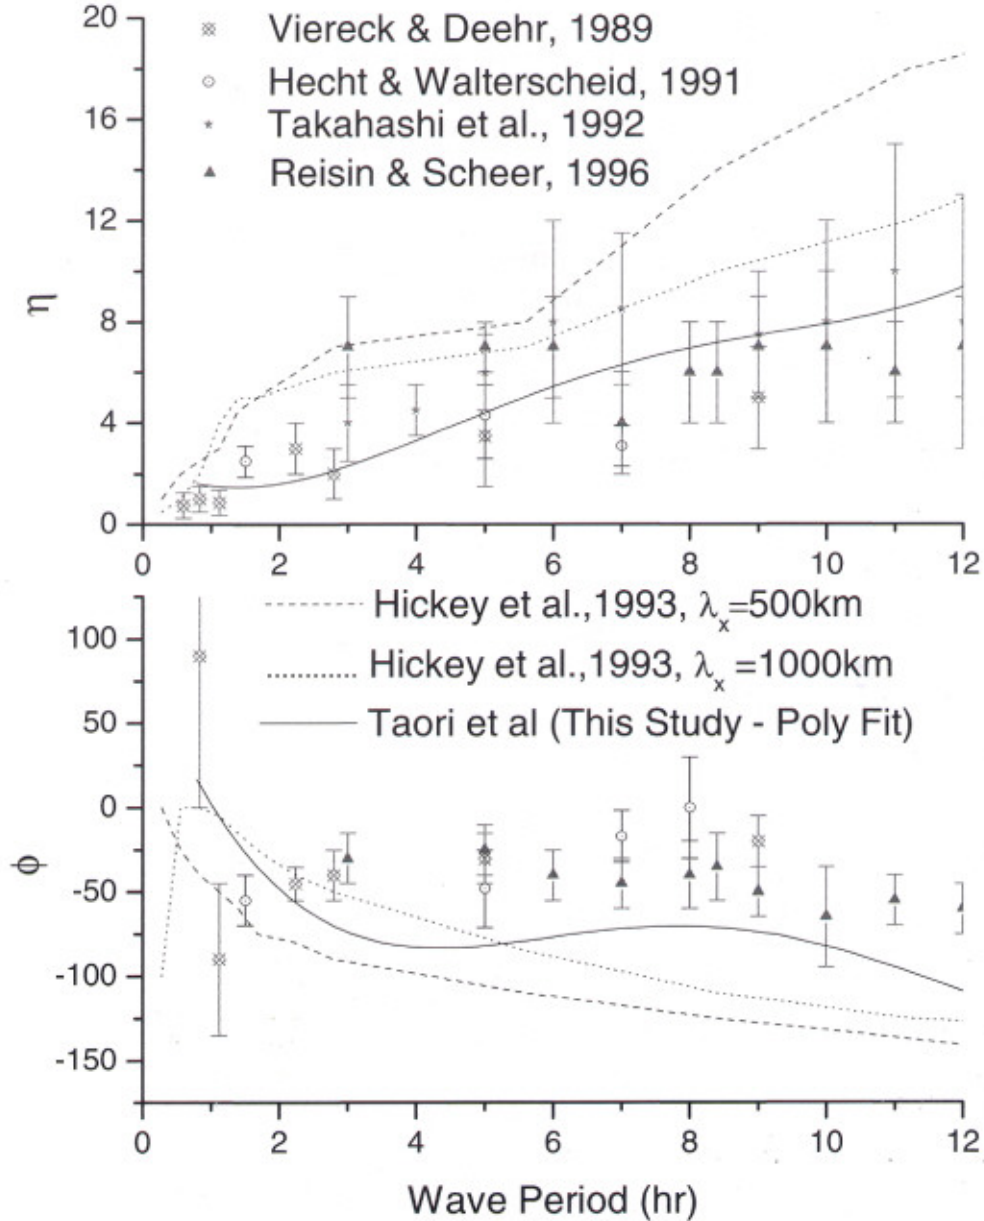 20
Viereck & Deehr, 1989
Hecht & Walterscheid, 1991
16
Takahashi et al., 1992
Reisin & Scheer, 1996
12
η
8
4
0
0 2 4 6 8 10 12
Hickey et al.,1993, λx=500km
100
Hickey et al.,1993, λx =1000km
50
Taori et al (This Study - Poly Fit)
0
ϕ
-50
-100
-150
0 2 4 6 8 10 12
Wave Period (hr)